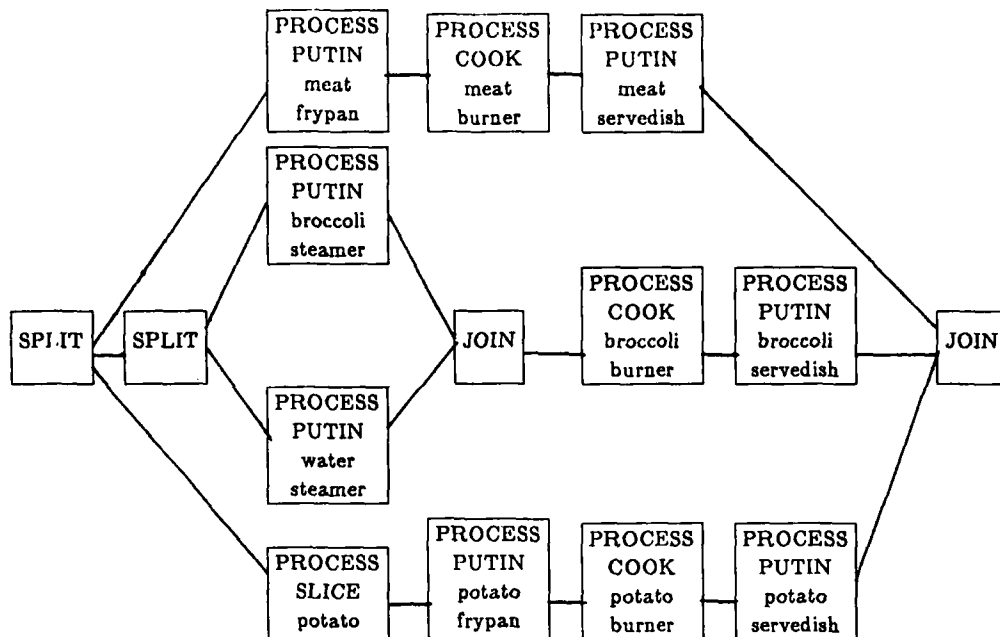 PROCESS
PUTIN
meat
frypan
PROCESS
COOK
meat
burner
PROCESS
PUTIN
meat
servedish
PROCESS
PUTIN
broccoli
steamer
SPLIT
SPLIT
JOIN
PROCESS
COOK
broccoli
burner
PROCESS
PUTIN
broccoli
servedish
JOIN
PROCESS
PUTIN
water
steamer
PROCESS
SLICE
potato
PROCESS
PUTIN
potato
frypan
PROCESS
COOK
potato
burner
PROCESS
PUTIN
potato
servedish